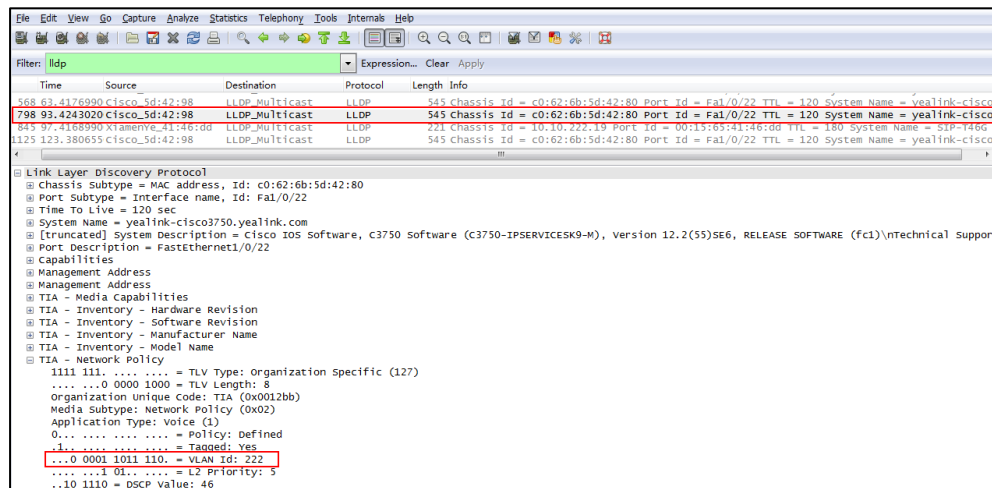 File Edit View Go Capture Analyze Statistics Telephony Tools Internals Help
Filter: lldp Expression... Clear Apply
Time Source Destination Protocol Length Info
568 63.4176990 Cisco_5d:42:98 LLDP_Multicast LLDP 545 Chassis Id = c0:62:6b:5d:42:80 Port Id = Fa1/0/22 TTL = 120 System Name = yealink-cisco
798 93.4243020 Cisco_5d:42:98 LLDP_Multicast LLDP 545 Chassis Id = c0:62:6b:5d:42:80 Port Id = Fa1/0/22 TTL = 120 System Name = yealink-cisco
845 97.4168990 XiamenYe_41:46:dd LLDP_Multicast LLDP 221 Chassis Id = 10.10.222.19 Port Id = 00:15:65:41:46:dd TTL = 180 System Name = SIP-T46G
1125 123.380655 Cisco_5d:42:98 LLDP_Multicast LLDP 545 Chassis Id = c0:62:6b:5d:42:80 Port Id = Fa1/0/22 TTL = 120 System Name = yealink-cisco
Link Layer Discovery Protocol
Chassis Subtype = MAC address, Id: c0:62:6b:5d:42:80
Port Subtype = Interface name, Id: Fa1/0/22
Time To Live = 120 sec
System Name = yealink-cisco3750.yealink.com
[truncated] System Description = Cisco IOS Software, C3750 Software (C3750-IPSERVICESK9-M), Version 12.2(55)SE6, RELEASE SOFTWARE (fc1)\nTechnical Suppor
Port Description = FastEthernet1/0/22
Capabilities
Management Address
Management Address
TIA - Media Capabilities
TIA - Inventory - Hardware Revision
TIA - Inventory - Software Revision
TIA - Inventory - Manufacturer Name
TIA - Inventory - Model Name
TIA - Network Policy
1111 111. .... .... = TLV Type: Organization Specific (127)
.... ...0 0000 1000 = TLV Length: 8
Organization Unique Code: TIA (0x0012bb)
Media Subtype: Network Policy (0x02)
Application Type: Voice (1)
0... .... .... .... = Policy: Defined
.1.. .... .... .... = Tagged: Yes
...0 0001 1011 110. = VLAN Id: 222
.... ...1 01.. .... = L2 Priority: 5
..10 1110 = DSCP Value: 46